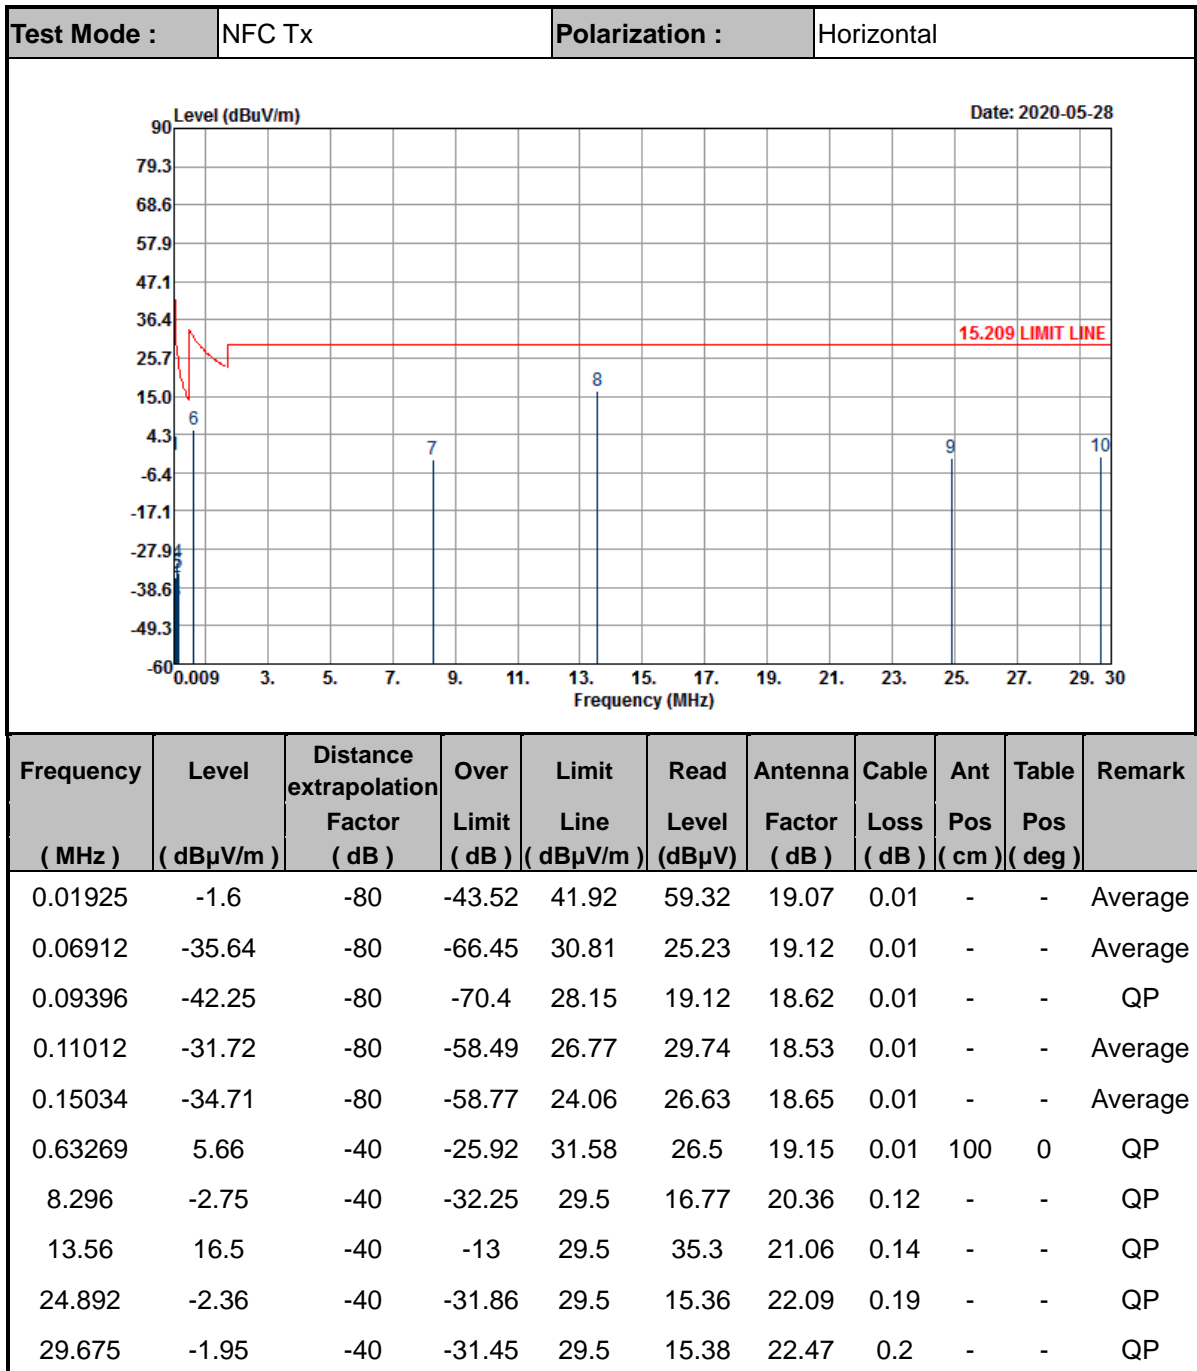 Test Mode : NFC Tx Polarization : Horizontal
Level (dBuV/m) Date: 2020-05-28
90
79.3
68.6
57.9
47.1
36.4
15.209 LIMIT LINE
25.7
8
15.0
6
4.3
1
7
9
10
-6.4
-17.1
-27.9
4
-38.6
-49.3
-60
0.009 3. 5. 7. 9. 11. 13. 15. 17. 19. 21. 23. 25. 27. 29. 30
Frequency (MHz)
Frequency Level Distance extrapolation Over Limit Read Antenna Cable Ant Table Remark
Factor Limit Line Level Factor Loss Pos Pos
( MHz ) ( dBµV/m ) ( dB ) ( dB ) ( dBµV/m ) (dBµV) ( dB ) ( dB ) ( cm ) ( deg )
0.01925 -1.6 -80 -43.52 41.92 59.32 19.07 0.01 - - Average
0.06912 -35.64 -80 -66.45 30.81 25.23 19.12 0.01 - - Average
0.09396 -42.25 -80 -70.4 28.15 19.12 18.62 0.01 - - QP
0.11012 -31.72 -80 -58.49 26.77 29.74 18.53 0.01 - - Average
0.15034 -34.71 -80 -58.77 24.06 26.63 18.65 0.01 - - Average
0.63269 5.66 -40 -25.92 31.58 26.5 19.15 0.01 100 0 QP
8.296 -2.75 -40 -32.25 29.5 16.77 20.36 0.12 - - QP
13.56 16.5 -40 -13 29.5 35.3 21.06 0.14 - - QP
24.892 -2.36 -40 -31.86 29.5 15.36 22.09 0.19 - - QP
29.675 -1.95 -40 -31.45 29.5 15.38 22.47 0.2 - - QP